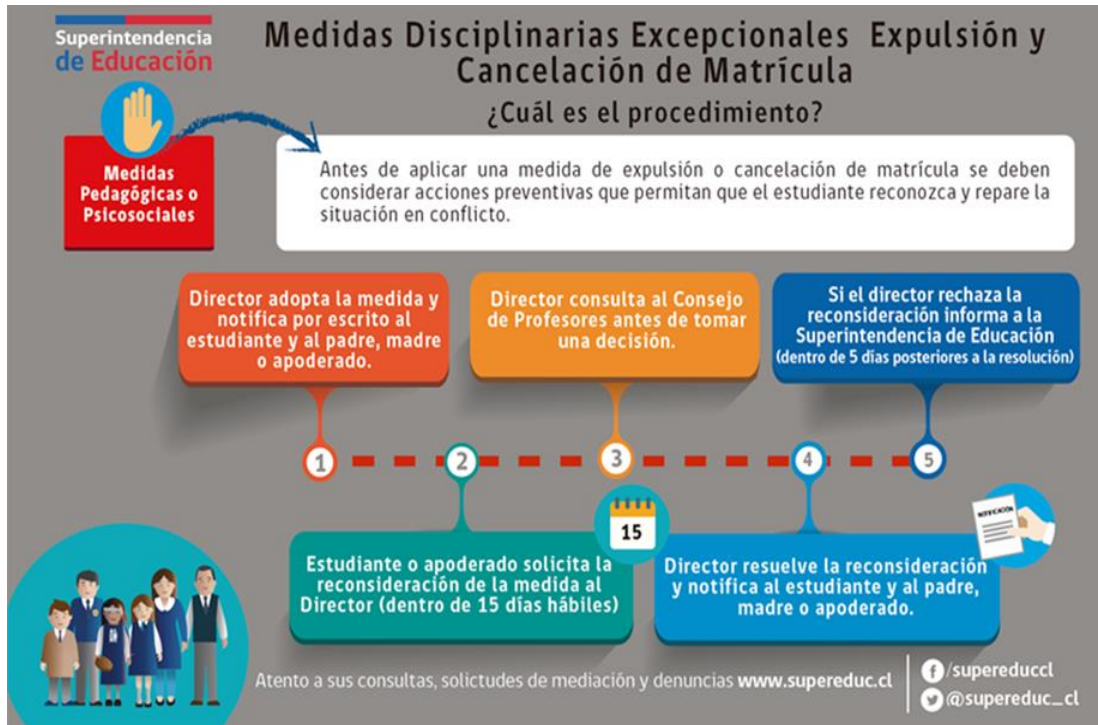 Superintendencia
de Educación
Medidas Disciplinarias Excepcionales Expulsión y
Cancelación de Matrícula
¿Cuál es el procedimiento?
Medidas
Pedagógicas o
Psicosociales
Antes de aplicar una medida de expulsión o cancelación de matrícula se deben
considerar acciones preventivas que permitan que el estudiante reconozca y repare la
situación en conflicto.
Director adopta la medida y
notifica por escrito al
estudiante y al padre, madre
o apoderado.
1
Estudiante o apoderado solicita la
reconsideración de la medida al
Director (dentro de 15 días hábiles)
2
15
Director consulta al Consejo
de Profesores antes de tomar
una decisión.
3
Director resuelve la reconsideración
y notifica al estudiante y al padre,
madre o apoderado.
4
NOTIFICACIÓN
Si el director rechaza la
reconsideración informa a la
Superintendencia de Educación
(dentro de 5 días posteriores a la resolución)
5
Atento a sus consultas, solictudes de mediación y denuncias www.supereduc.cl
/supereduccl
@supereduc_cl